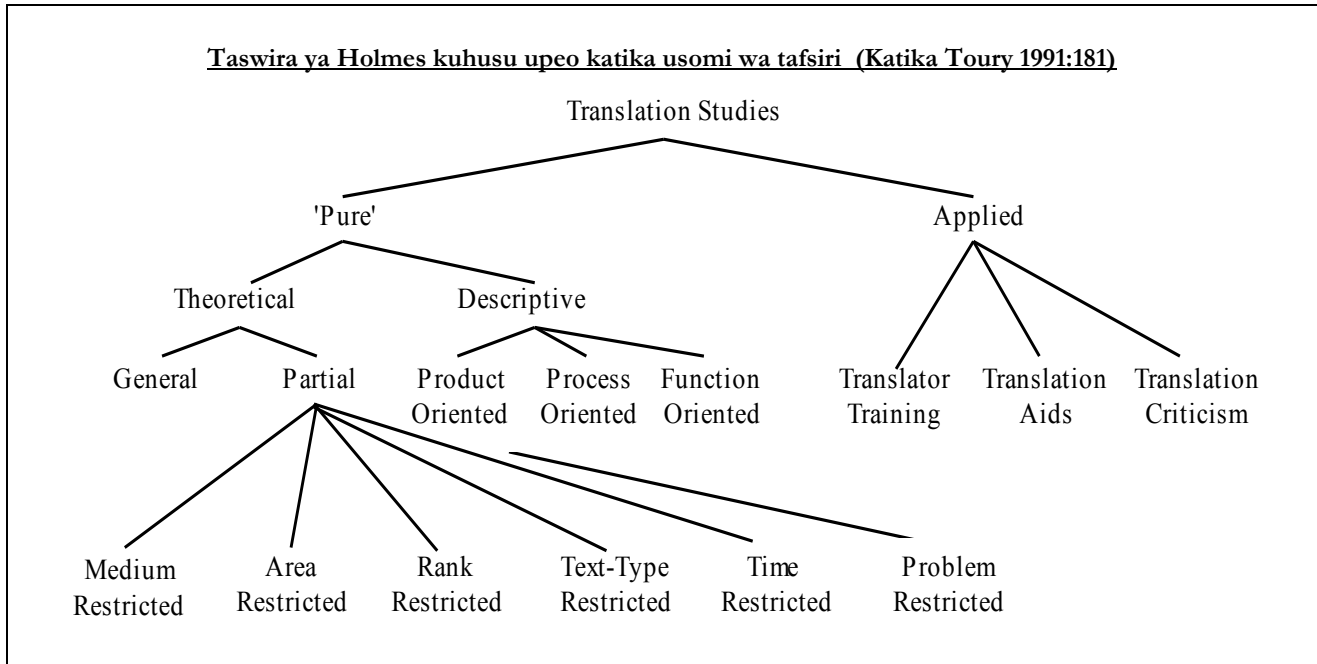 Taswira ya Holmes kuhusu upeo katika usomi wa tafsiri (Katika Toury 1991:181)
Translation Studies
'Pure'
Applied
Theoretical
Descriptive
General
Partial
Product
Oriented
Process
Oriented
Function
Oriented
Translator
Training
Translation
Aids
Translation
Criticism
Medium
Restricted
Area
Restricted
Rank
Restricted
Text-Type
Restricted
Time
Restricted
Problem
Restricted